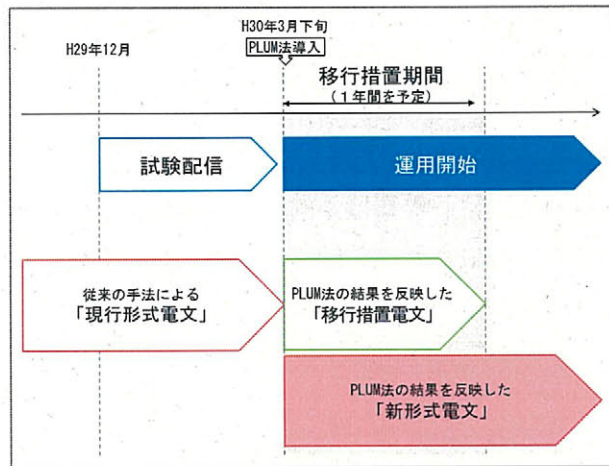 H30年3月下旬
H29年12月
PLUM法導入
移行措置期間
(1年間を予定)
試験配信
運用開始
従来の手法による
「現行形式電文」
PLUM法の結果を反映した
「移行措置電文」
PLUM法の結果を反映した
「新形式電文」